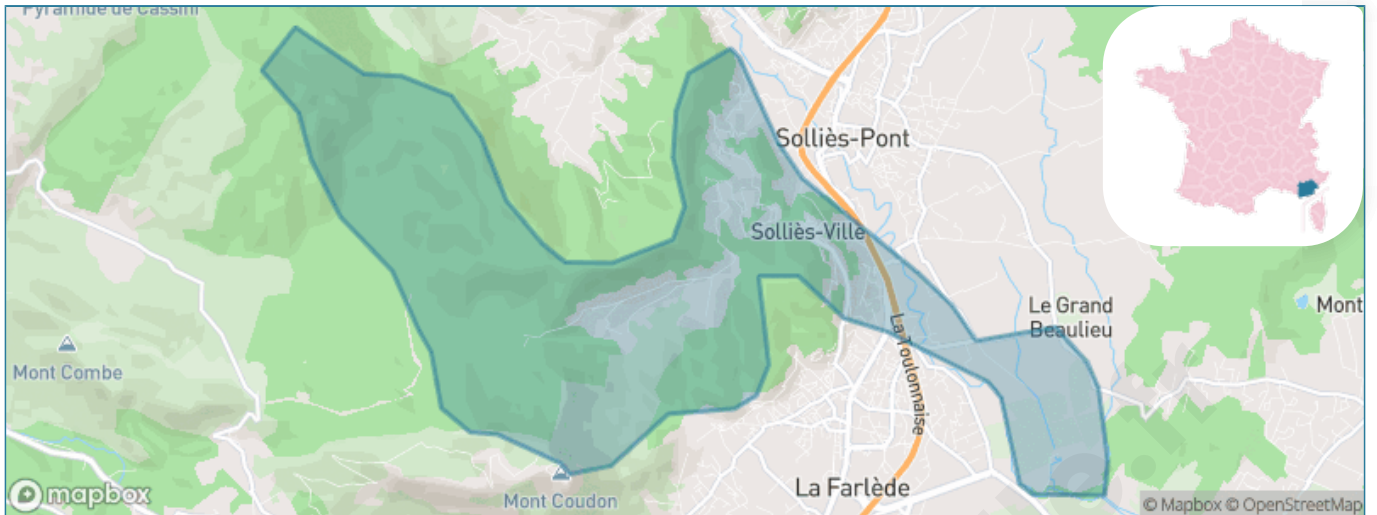 Pyramide de Cassini
Solliès-Pont
Solliès-Ville
Le Grand
Beaulieu
Mont
La Toulonnaise
Mont Combe
Mont Coudon
La Farlède
mapbox
© Mapbox © OpenStreetMap